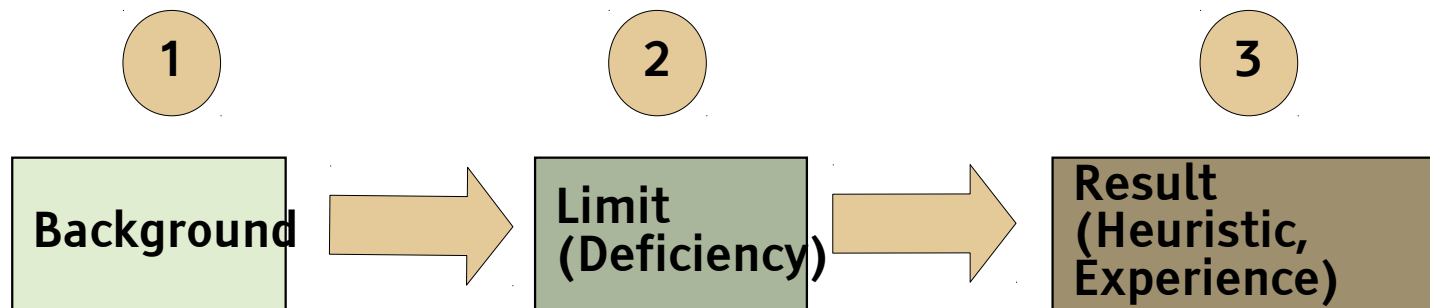 1
2
3
Background
Limit
(Deficiency)
Result
(Heuristic,
Experience)